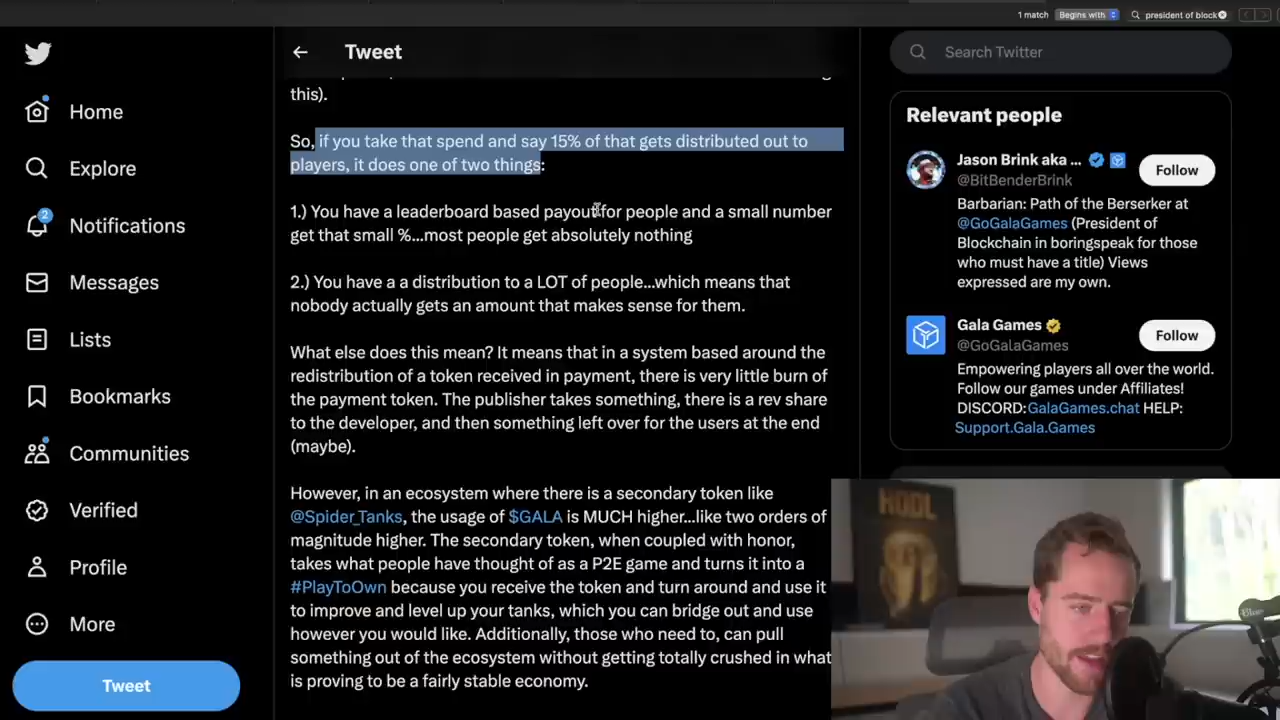 1 match
Begins with
president of block
Tweet
Search Twitter
Home
Explore
2
Notifications
Messages
Lists
Bookmarks
Communities
Verified
Profile
More
Tweet
this).
So, if you take that spend and say 15% of that gets distributed out to
players, it does one of two things:
1.) You have a leaderboard based payout for people and a small number
get that small %...most people get absolutely nothing
2.) You have a a distribution to a LOT of people...which means that
nobody actually gets an amount that makes sense for them.
What else does this mean? It means that in a system based around the
redistribution of a token received in payment, there is very little burn of
the payment token. The publisher takes something, there is a rev share
to the developer, and then something left over for the users at the end
(maybe).
However, in an ecosystem where there is a secondary token like
@Spider_Tanks, the usage of $GALA is MUCH higher...like two orders of
magnitude higher. The secondary token, when coupled with honor,
takes what people have thought of as a P2E game and turns it into a
#PlayToOwn because you receive the token and turn around and use it
to improve and level up your tanks, which you can bridge out and use
however you would like. Additionally, those who need to, can pull
something out of the ecosystem without getting totally crushed in what
is proving to be a fairly stable economy.
Relevant people
Jason Brink aka ...
@BitBenderBrink
Follow
Barbarian: Path of the Berserker at
@GoGalaGames (President of
Blockchain in boringspeak for those
who must have a title) Views
expressed are my own.
Gala Games
@GoGalaGames
Follow
Empowering players all over the world.
Follow our games under Affiliates!
DISCORD:GalaGames.chat HELP:
Support.Gala.Games
HODL